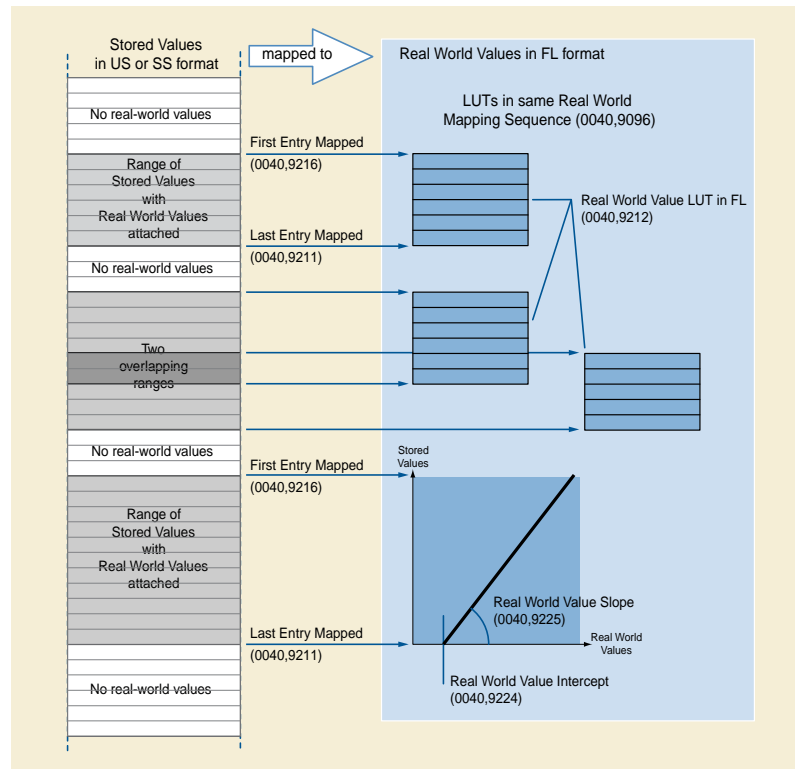 Stored Values
in US or SS format
mapped to
Real World Values in FL format
LUTs in same Real World
Mapping Sequence (0040,9096)
No real-world values
First Entry Mapped
(0040,9216)
Range of
Stored Values
with
Real World Values
attached
Real World Value LUT in FL
(0040,9212)
Last Entry Mapped
(0040,9211)
No real-world values
Two
overlapping
ranges
No real-world values
Stored
Values
First Entry Mapped
(0040,9216)
Range of
Stored Values
with
Real World Values
attached
Real World Value Slope
(0040,9225)
Last Entry Mapped
(0040,9211)
Real World
Values
No real-world values
Real World Value Intercept
(0040,9224)